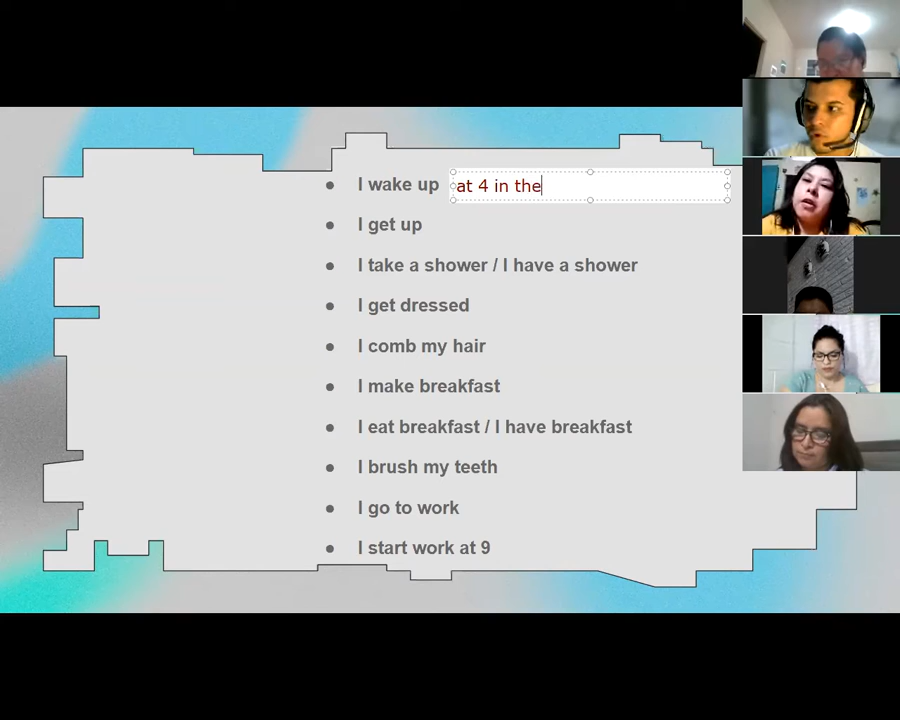 I wake up at 4 in the
I get up
I take a shower / I have a shower
I get dressed
I comb my hair
I make breakfast
I eat breakfast / I have breakfast
I brush my teeth
I go to work
I start work at 9